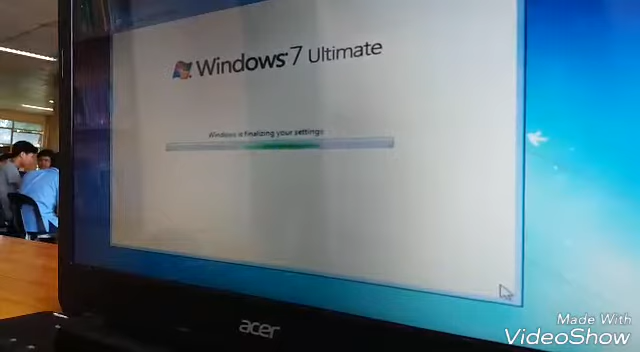 Windows 7 Ultimate
Windows is finalizing your settings
acer
Made With
VideoShow